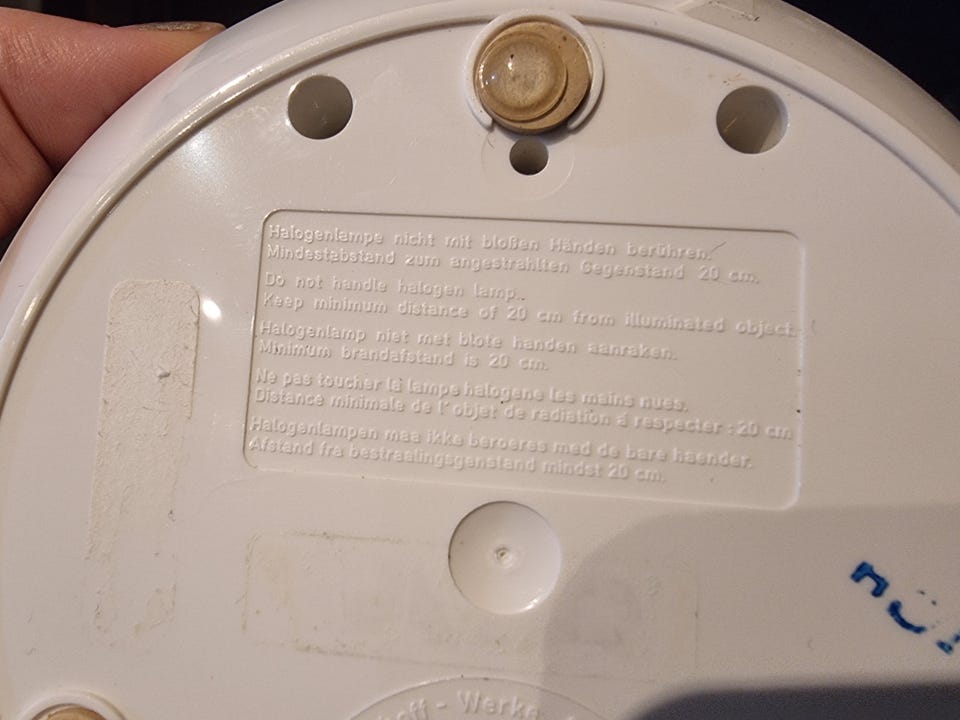 Halogenlampe nicht mit bloßen Händen berühren.
Mindestabstand zum angestrahlten Gegenstand 20 cm.
Do not handle halogen lamp.
Keep minimum distance of 20 cm from illuminated object.
Halogenlamp niet met blote handen aanraken.
Minimum brandafstand is 20 cm.
Ne pas toucher la lampe halogene les mains nues.
Distance minimale de l'objet de radiation á respecter : 20 cm
Halogenlampen maa ikke beroeres med de bare haender.
Afstand fra bestraalingsgenstand mindst 20 cm.
- Werke